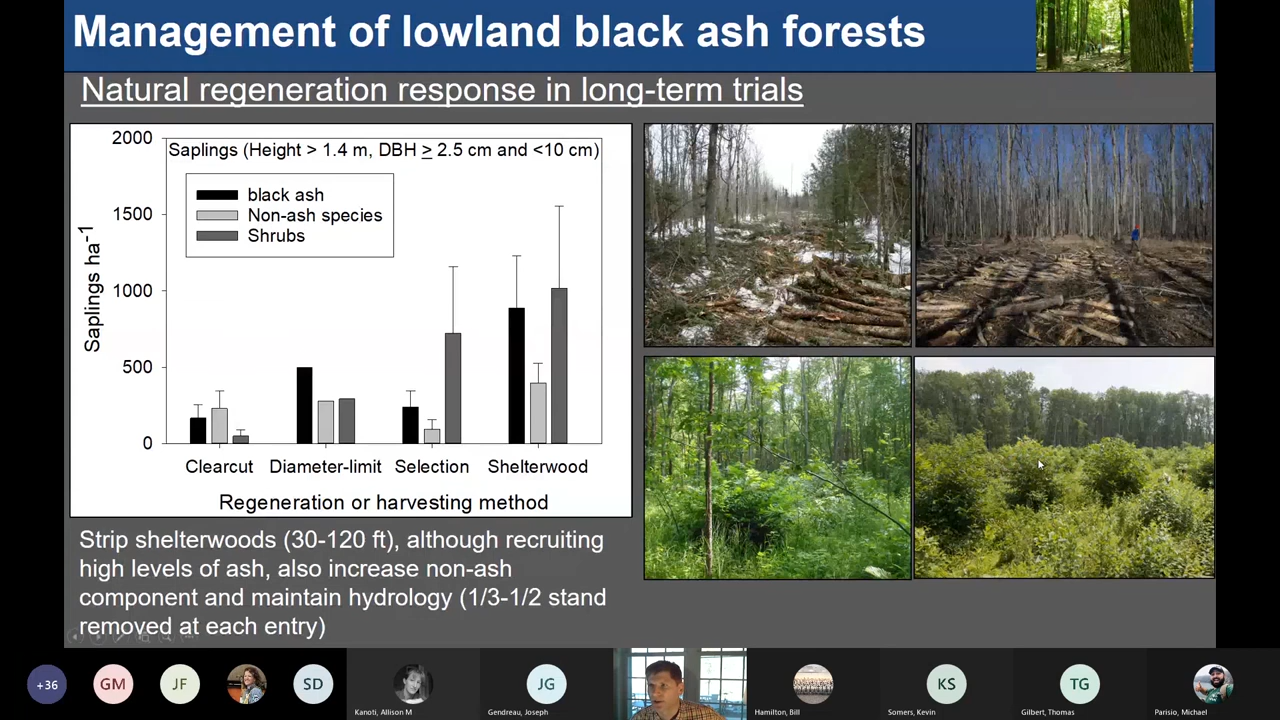 Management of lowland black ash forests
Natural regeneration response in long-term trials
Saplings (Height > 1.4 m, DBH ≥ 2.5 cm and <10 cm)
black ash
Non-ash species
Shrubs
Saplings ha-1
2000
1500
1000
500
0
Clearcut Diameter-limit Selection Shelterwood
Regeneration or harvesting method
Strip shelterwoods (30-120 ft), although recruiting
high levels of ash, also increase non-ash
component and maintain hydrology (1/3-1/2 stand
removed at each entry)
+36 GM JF SD JG KS TG
Kanoti, Allison M Gendreau, Joseph Hamilton, Bill Somers, Kevin Gilbert, Thomas Parisio, Michael